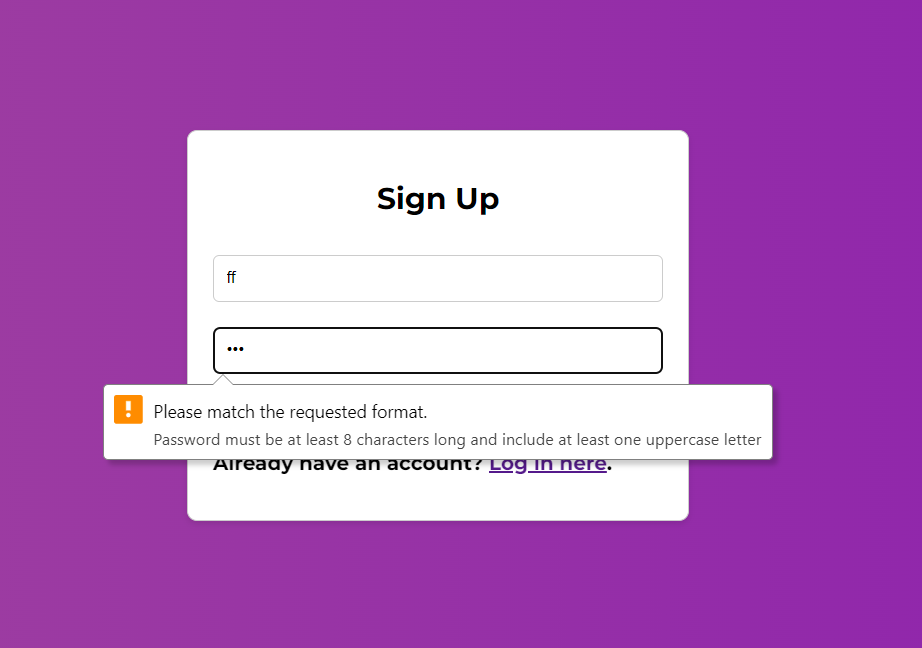 Sign Up
ff
•••
Please match the requested format.
Password must be at least 8 characters long and include at least one uppercase letter
Already have an account? Log in here.